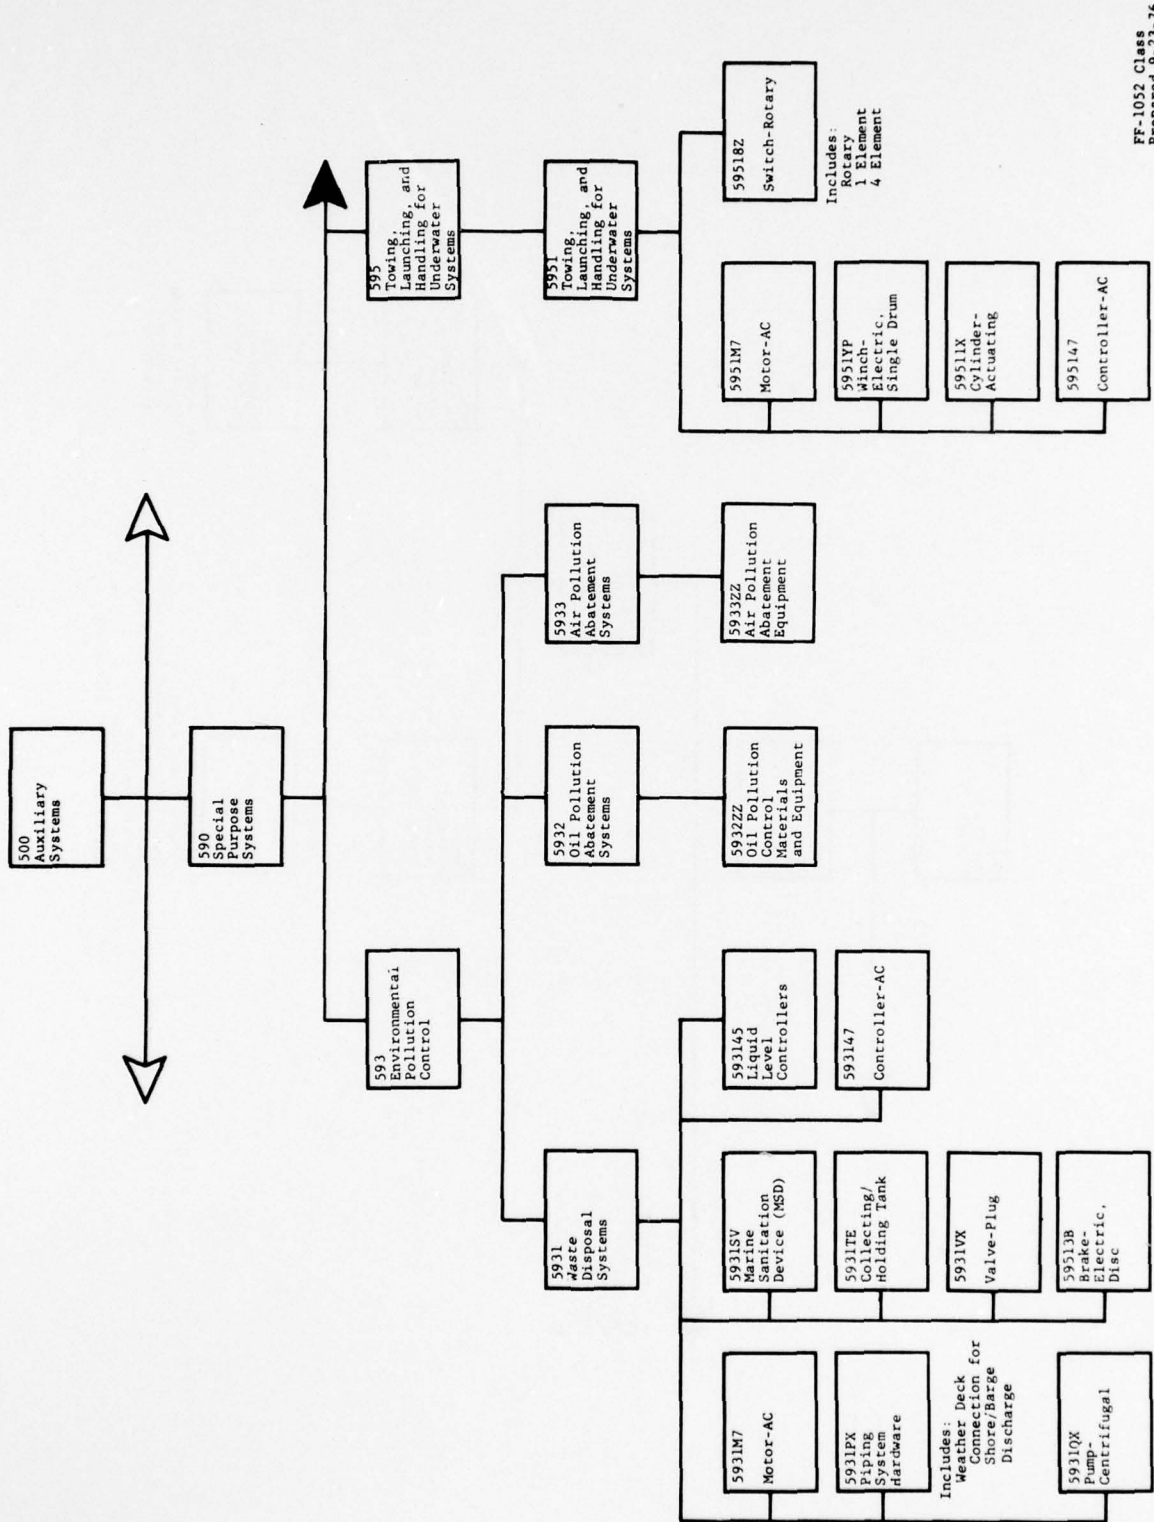 500
Auxiliary
Systems
590
Special
Purpose
Systems
593
Environmental
Pollution
Control
595
Towing,
Launching, and
Handling for
Underwater
Systems
5931
Waste
Disposal
Systems
5932
Oil Pollution
Abatement
Systems
5933
Air Pollution
Abatement
Systems
5951
Towing,
Launching, and
Handling for
Underwater
Systems
5931M7
Motor-AC
5931PX
Piping
System
Hardware
Includes:
Weather Deck
Connection for
Shore/Barge
Discharge
5931QX
Pump-
Centrifugal
5931SV
Marine
Sanitation
Device (MSD)
5931TE
Collecting/
Holding Tank
5931VX
Valve-Plug
59513B
Brake-
Electric,
Disc
593145
Liquid
Level
Controllers
593147
Controller-AC
5932ZZ
Oil Pollution
Control
Materials
and Equipment
5933ZZ
Air Pollution
Abatement
Equipment
5951M7
Motor-AC
5951YP
Winch-
Electric,
Single Drum
59511X
Cylinder-
Actuating
595147
Controller-AC
59518Z
Switch-Rotary
Includes:
Rotary
1 Element
4 Element
FF-1052 Class
Prepared 9-23-76